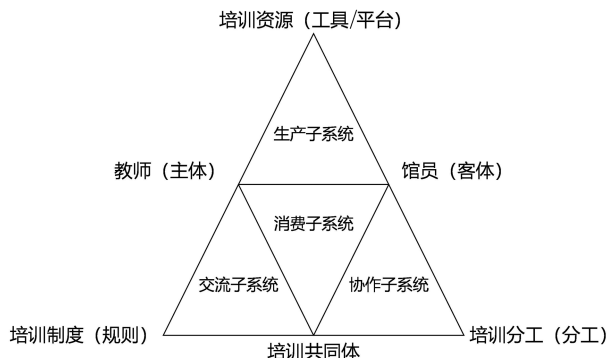 培训资源（工具/平台）
生产子系统
教师（主体）
馆员（客体）
消费子系统
交流子系统
协作子系统
培训制度（规则）
培训分工（分工）
培训共同体